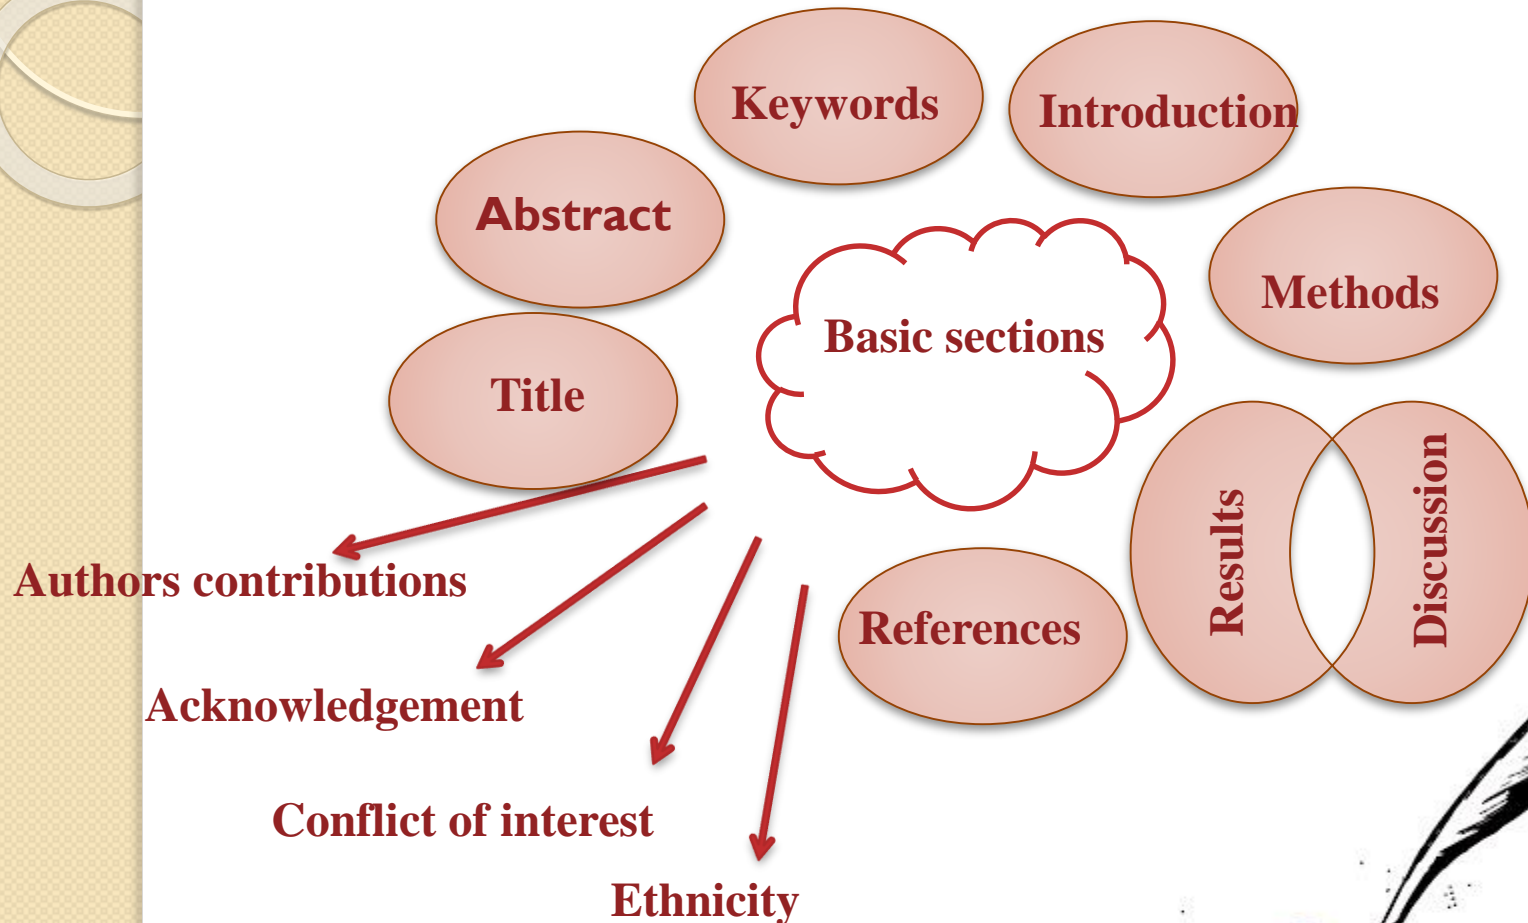 Keywords
Introduction
Abstract
Methods
Basic sections
Title
Results
Discussion
References
Authors contributions
Acknowledgement
Conflict of interest
Ethnicity